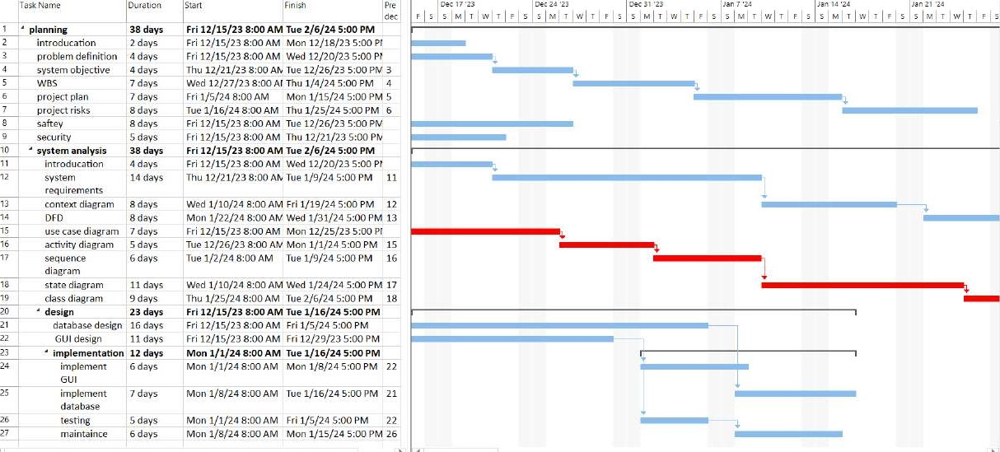 Task Name Duration Start Finish Pre Dec 17 '23 Dec 24 '23 Dec 31 '23 Jan 7 '24 Jan 14 '24 Jan 21 '24
dec F S S M T W T F S S M T W T F S S M T W T F S S M T W T F S S M T W T F S S M T W T F S
1 planning 38 days Fri 12/15/23 8:00 AM Tue 2/6/24 5:00 PM
2 introducation 2 days Fri 12/15/23 8:00 AM Mon 12/18/23 5:00 PM
3 problem definition 4 days Fri 12/15/23 8:00 AM Wed 12/20/23 5:00 PM
4 system objective 4 days Thu 12/21/23 8:00 AM Tue 12/26/23 5:00 PM 3
5 WBS 7 days Wed 12/27/23 8:00 AM Thu 1/4/24 5:00 PM 4
6 project plan 7 days Fri 1/5/24 8:00 AM Mon 1/15/24 5:00 PM 5
7 project risks 8 days Tue 1/16/24 8:00 AM Thu 1/25/24 5:00 PM 6
8 saftey 8 days Fri 12/15/23 8:00 AM Tue 12/26/23 5:00 PM
9 security 5 days Fri 12/15/23 8:00 AM Thu 12/21/23 5:00 PM
10 system analysis 38 days Fri 12/15/23 8:00 AM Tue 2/6/24 5:00 PM
11 introducation 4 days Fri 12/15/23 8:00 AM Wed 12/20/23 5:00 PM
12 system 14 days Thu 12/21/23 8:00 AM Tue 1/9/24 5:00 PM 11
requirements
13 context diagram 8 days Wed 1/10/24 8:00 AM Fri 1/19/24 5:00 PM 12
14 DFD 8 days Mon 1/22/24 8:00 AM Wed 1/31/24 5:00 PM 13
15 use case diagram 7 days Fri 12/15/23 8:00 AM Mon 12/25/23 5:00 PM
16 activity diagram 5 days Tue 12/26/23 8:00 AM Mon 1/1/24 5:00 PM 15
17 sequence 6 days Tue 1/2/24 8:00 AM Tue 1/9/24 5:00 PM 16
diagram
18 state diagram 11 days Wed 1/10/24 8:00 AM Wed 1/24/24 5:00 PM 17
19 class diagram 9 days Thu 1/25/24 8:00 AM Tue 2/6/24 5:00 PM 18
20 design 23 days Fri 12/15/23 8:00 AM Tue 1/16/24 5:00 PM
21 database design 16 days Fri 12/15/23 8:00 AM Fri 1/5/24 5:00 PM
22 GUI design 11 days Fri 12/15/23 8:00 AM Fri 12/29/23 5:00 PM
23 implementation 12 days Mon 1/1/24 8:00 AM Tue 1/16/24 5:00 PM
24 implement 6 days Mon 1/1/24 8:00 AM Mon 1/8/24 5:00 PM 22
GUI
25 implement 7 days Mon 1/8/24 8:00 AM Tue 1/16/24 5:00 PM 21
database
26 testing 5 days Mon 1/1/24 8:00 AM Fri 1/5/24 5:00 PM 22
27 maintaince 6 days Mon 1/8/24 8:00 AM Mon 1/15/24 5:00 PM 26